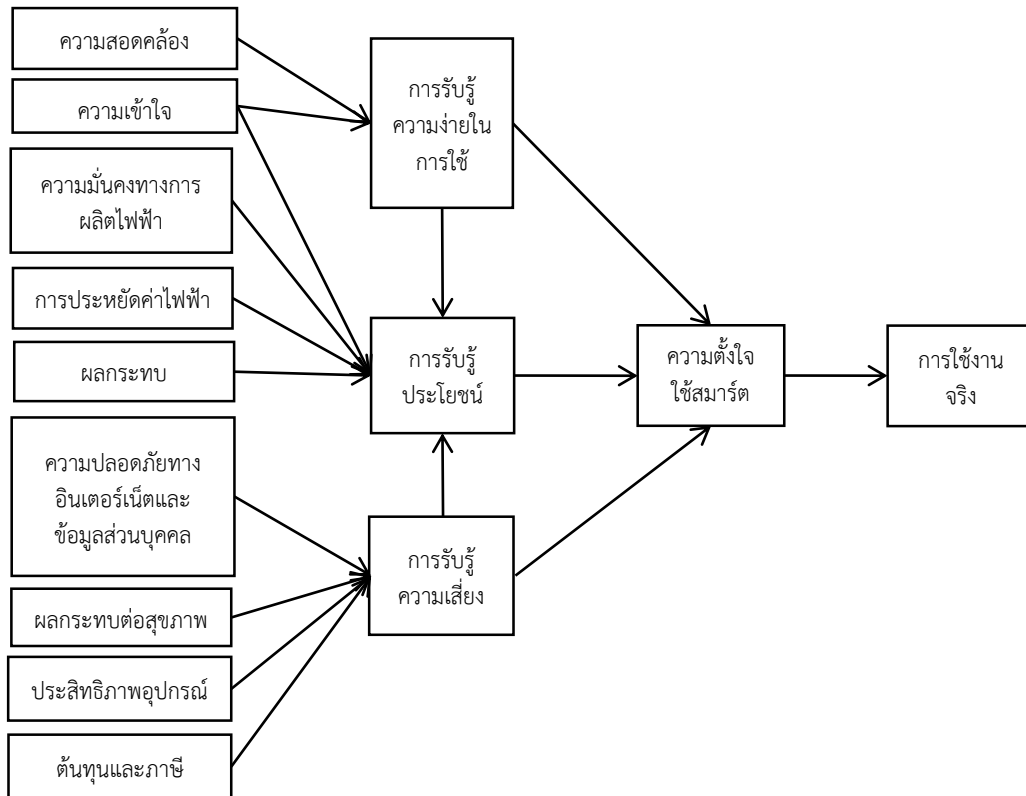 ความสอดคล้อง
ความเข้าใจ
ความมั่นคงทางการ
ผลิตไฟฟ้า
การประหยัดค่าไฟฟ้า
ผลกระทบ
ความปลอดภัยทาง
อินเตอร์เน็ตและ
ข้อมูลส่วนบุคคล
ผลกระทบต่อสุขภาพ
ประสิทธิภาพอุปกรณ์
ต้นทุนและภาษี
การรับรู้
ความง่ายใน
การใช้
การรับรู้
ประโยชน์
การรับรู้
ความเสี่ยง
ความตั้งใจ
ใช้สมาร์ต
การใช้งาน
จริง